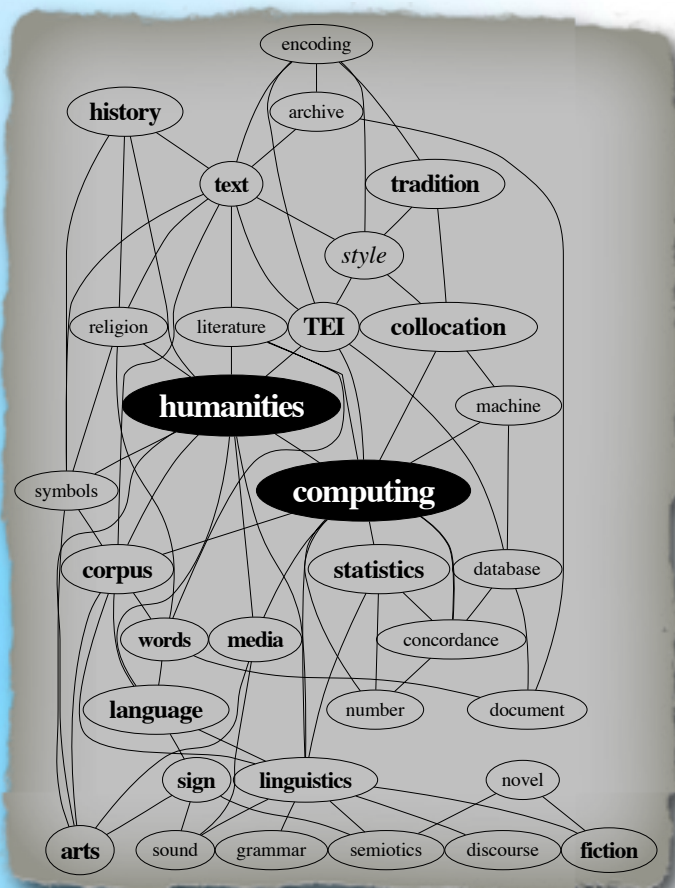 encoding
history
archive
text
tradition
style
religion
literature
TEI
collocation
humanities
machine
symbols
computing
corpus
statistics
database
words
media
concordance
language
number
document
sign
linguistics
novel
arts
sound
grammar
semiotics
discourse
fiction